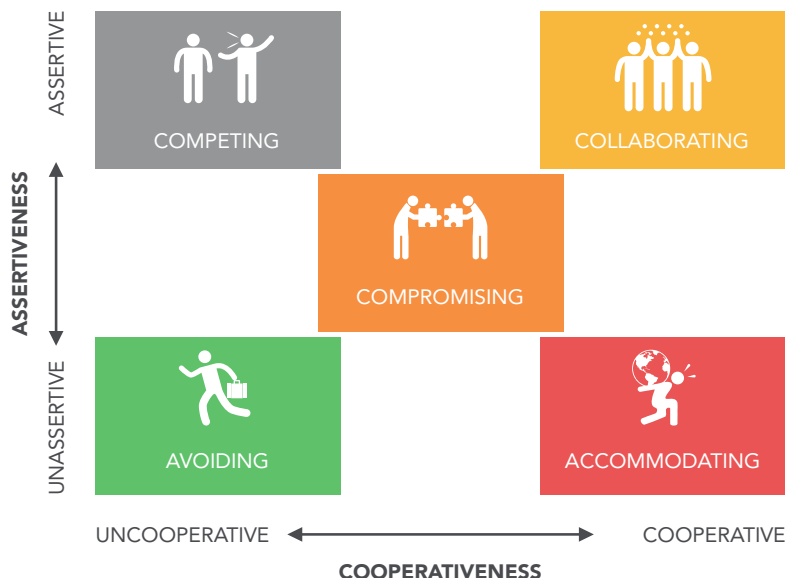 ASSERTIVE
COMPETING
COLLABORATING
ASSERTIVENESS
COMPROMISING
UNASSERTIVE
AVOIDING
ACCOMMODATING
UNCOOPERATIVE
COOPERATIVE
COOPERATIVENESS